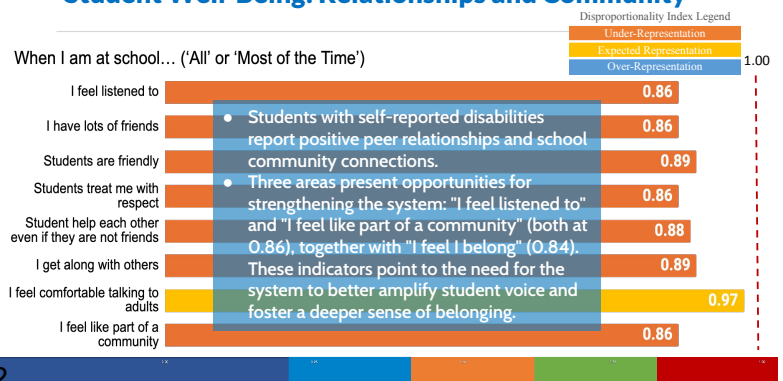 Student Well-Being: Relationships and Community
Disproportionality Index Legend
Under-Representation
Expected Representation
Over-Representation
When I am at school… ('All' or 'Most of the Time')
1.00
I feel listened to
0.86
I have lots of friends
0.86
Students are friendly
0.89
Students treat me with
respect
0.86
Student help each other
even if they are not friends
0.88
I get along with others
0.89
I feel comfortable talking to
adults
0.97
I feel like part of a
community
0.86
● Students with self-reported disabilities
report positive peer relationships and school
community connections.
● Three areas present opportunities for
strengthening the system: "I feel listened to"
and "I feel like part of a community" (both at
0.86), together with "I feel I belong" (0.84).
These indicators point to the need for the
system to better amplify student voice and
foster a deeper sense of belonging.